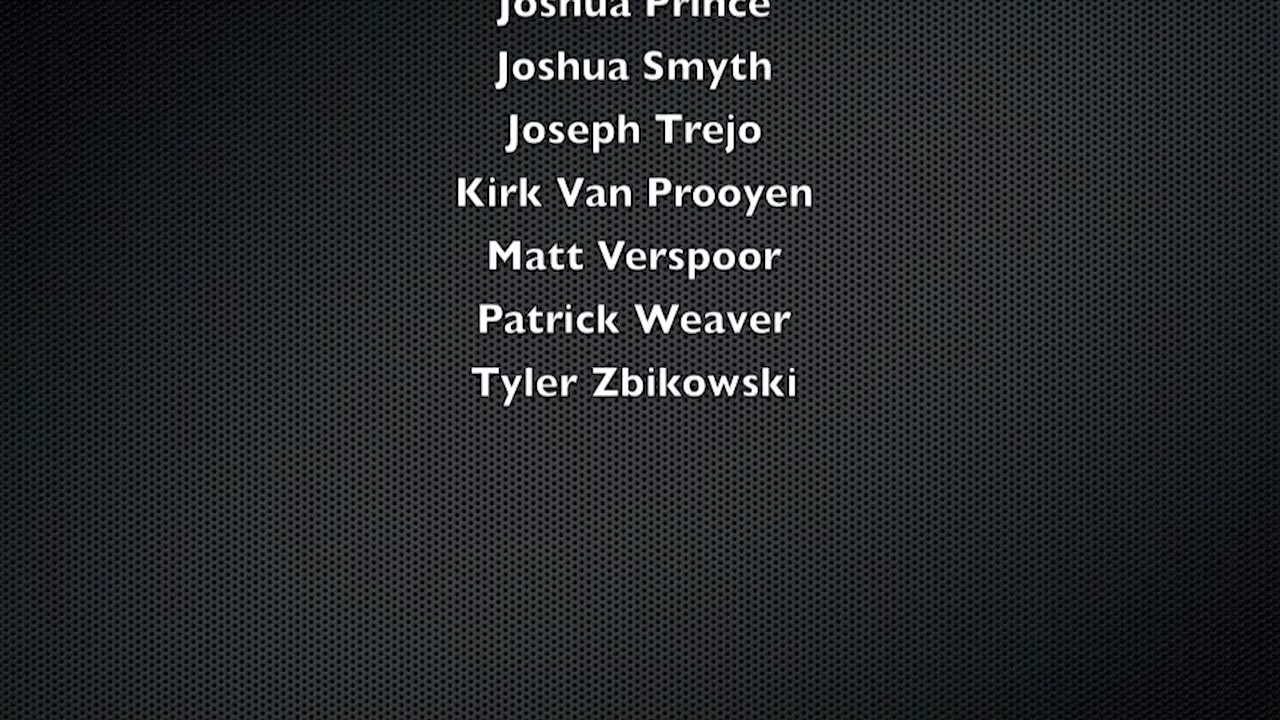 Joshua Prince
Joshua Smyth
Joseph Trejo
Kirk Van Prooyen
Matt Verspoor
Patrick Weaver
Tyler Zbikowski